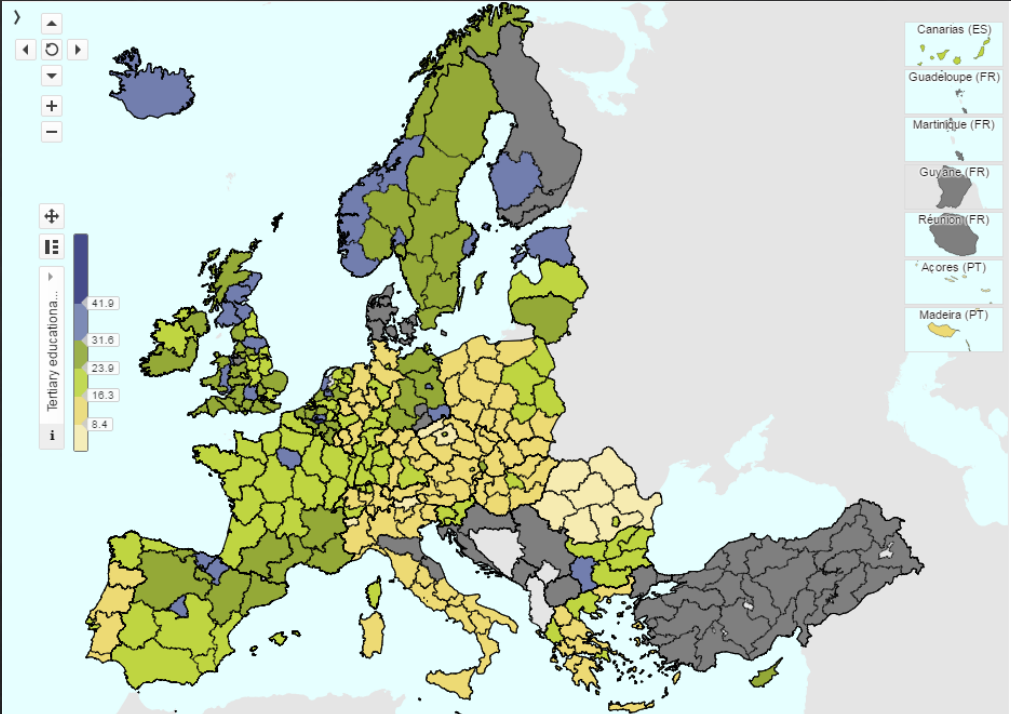 Canarias (ES)
Guadeloupe (FR)
Martinique (FR)
Guyane (FR)
Réunion (FR)
Açores (PT)
Madeira (PT)
Tertiary educationa...
41.9
31.6
23.9
16.3
8.4
i